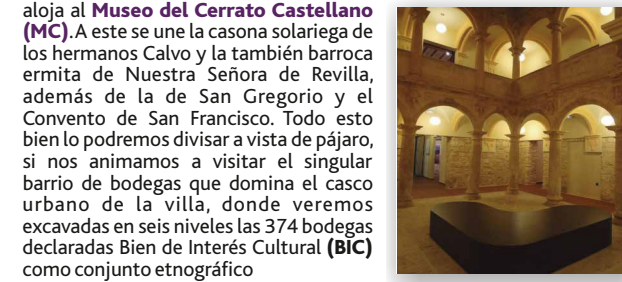 aloja al Museo del Cerrato Castellano
(MC).A este se une la casona solariega de
los hermanos Calvo y la también barroca
ermita de Nuestra Señora de Revilla,
además de la de San Gregorio y el
Convento de San Francisco. Todo esto
bien lo podremos divisar a vista de pájaro,
si nos animamos a visitar el singular
barrio de bodegas que domina el casco
urbano de la villa, donde veremos
excavadas en seis niveles las 374 bodegas
declaradas Bien de Interés Cultural (BIC)
como conjunto etnográfico